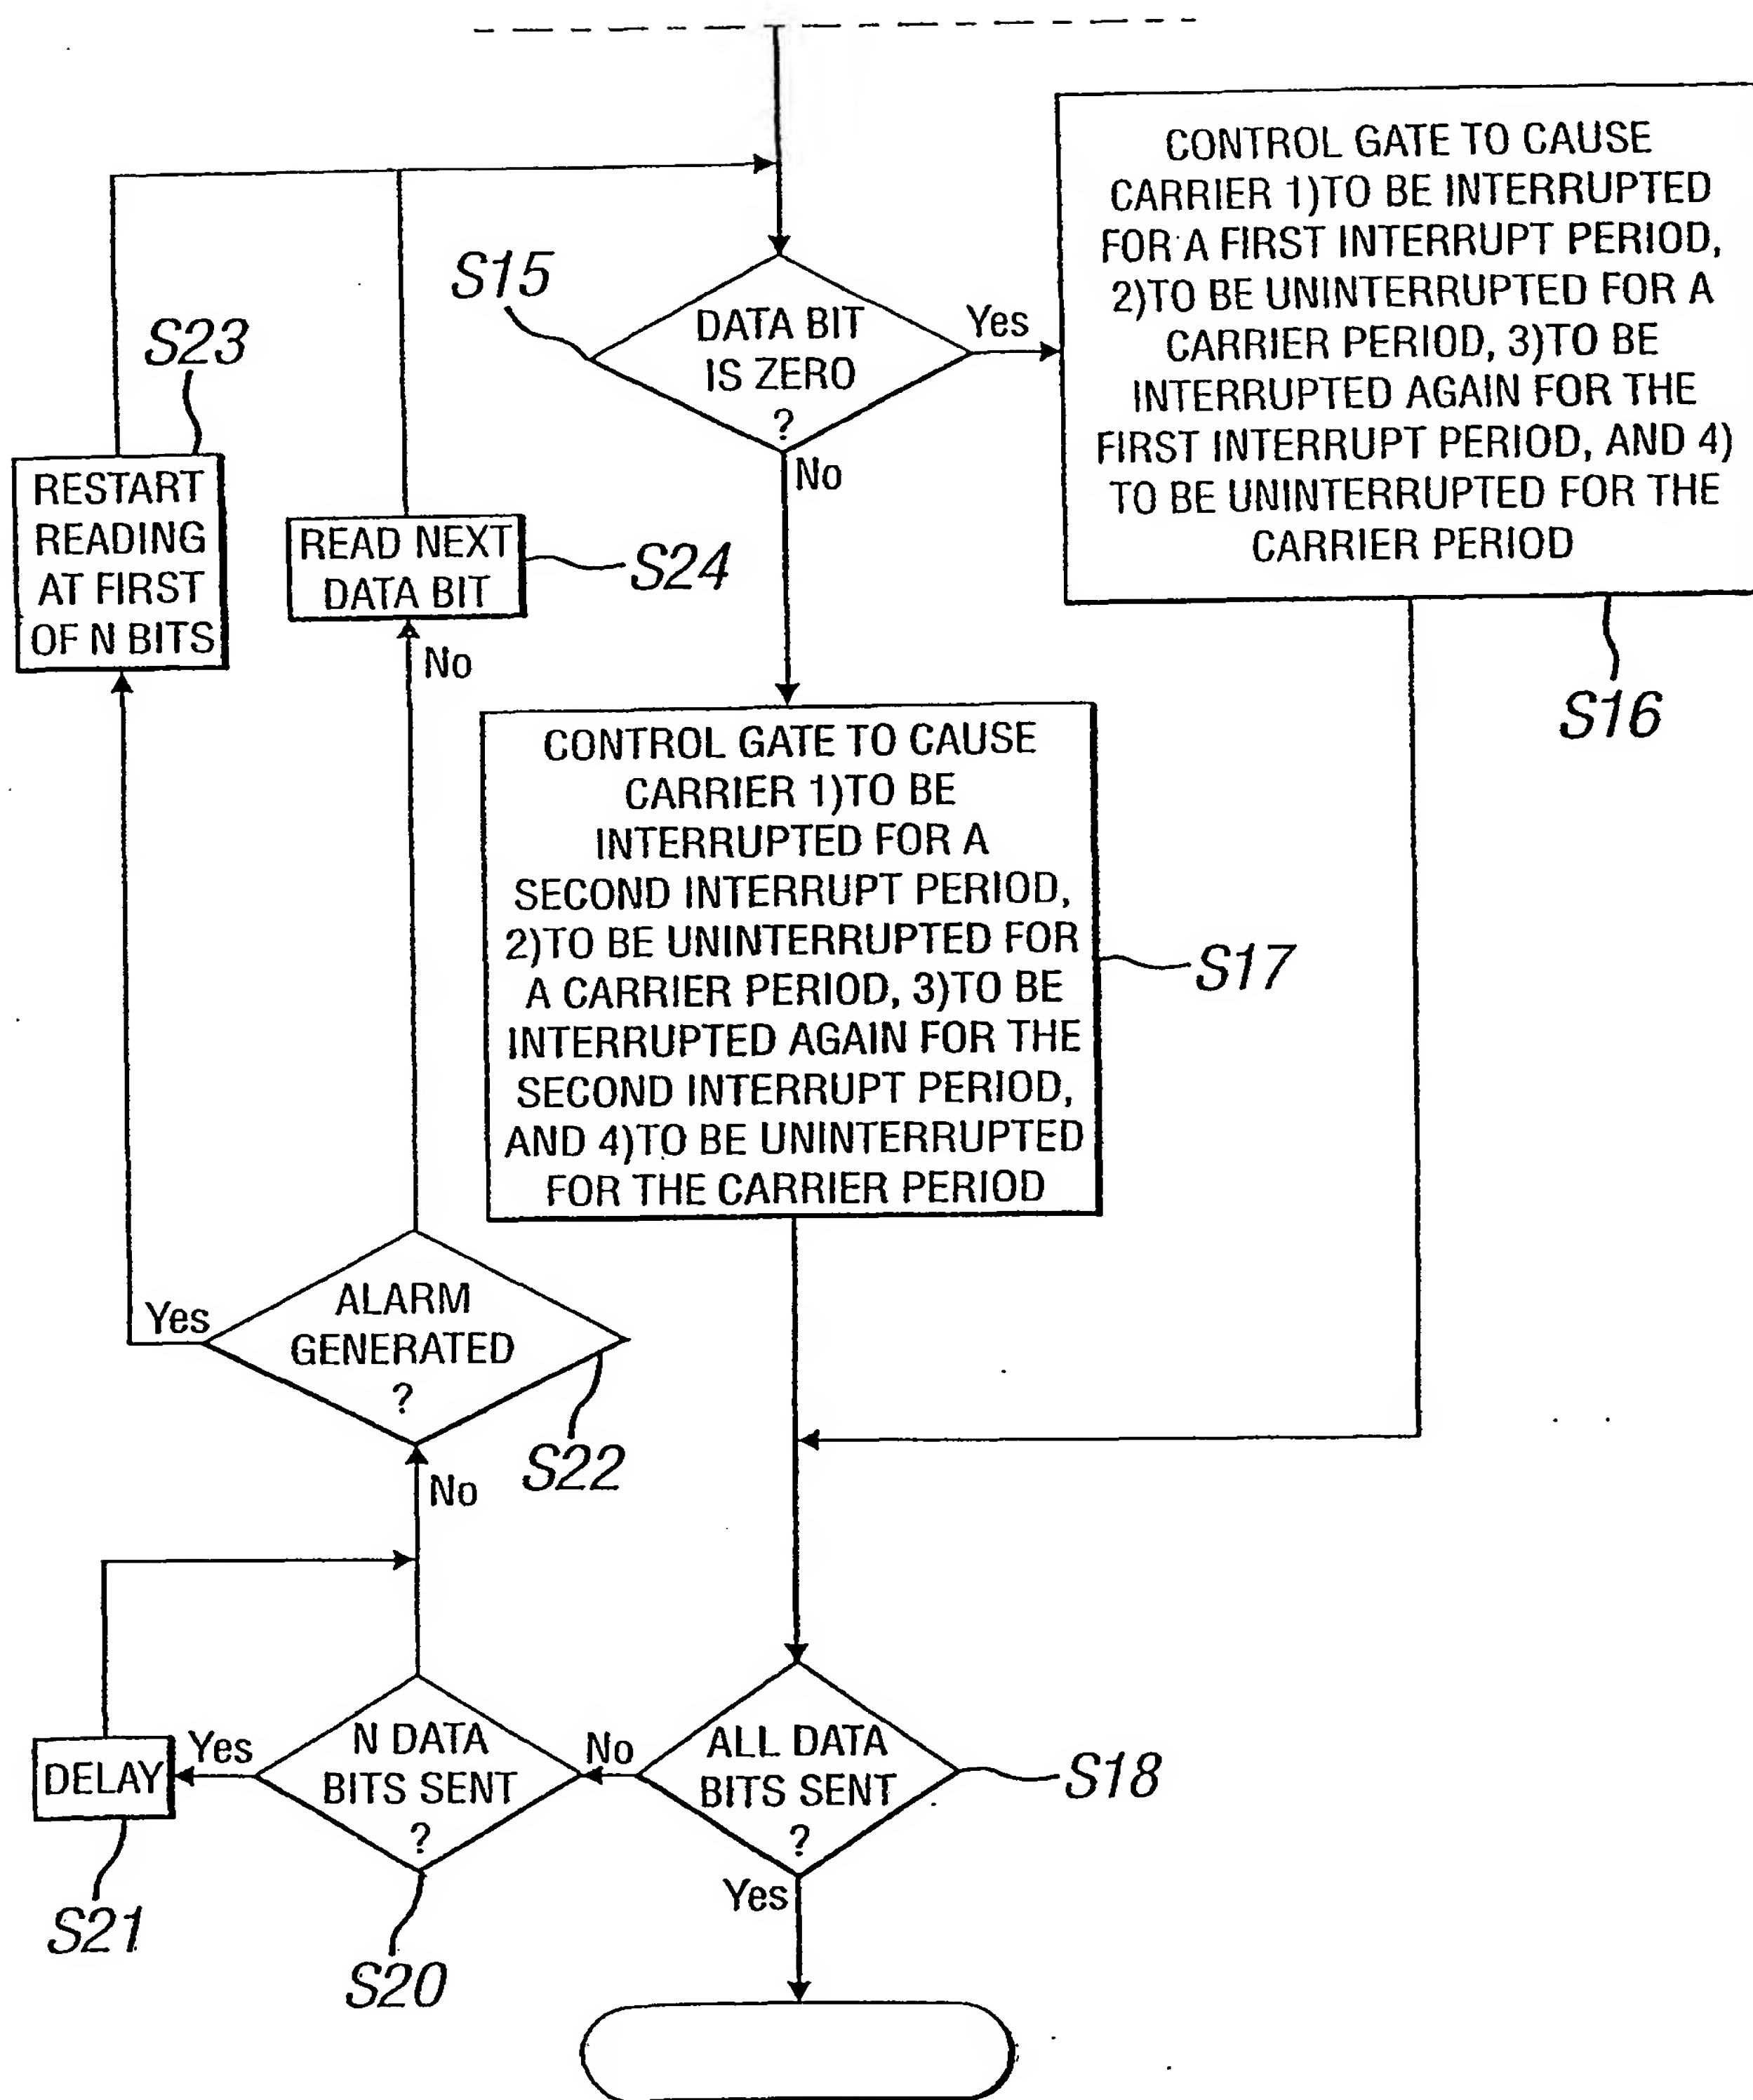 CONTROL GATE TO CAUSE
CARRIER 1)TO BE INTERRUPTED
FOR A FIRST INTERRUPT PERIOD,
2)TO BE UNINTERRUPTED FOR A
CARRIER PERIOD, 3)TO BE
INTERRUPTED AGAIN FOR THE
FIRST INTERRUPT PERIOD, AND 4)
TO BE UNINTERRUPTED FOR THE
CARRIER PERIOD
S16
S15
DATA BIT
IS ZERO
?
Yes
No
S23
RESTART
READING
AT FIRST
OF N BITS
READ NEXT
DATA BIT
S24
No
CONTROL GATE TO CAUSE
CARRIER 1)TO BE
INTERRUPTED FOR A
SECOND INTERRUPT PERIOD,
2)TO BE UNINTERRUPTED FOR
A CARRIER PERIOD, 3)TO BE
INTERRUPTED AGAIN FOR THE
SECOND INTERRUPT PERIOD,
AND 4)TO BE UNINTERRUPTED
FOR THE CARRIER PERIOD
S17
Yes
ALARM
GENERATED
?
S22
No
DELAY
Yes
S21
N DATA
BITS SENT
?
S20
No
ALL DATA
BITS SENT
?
S18
Yes